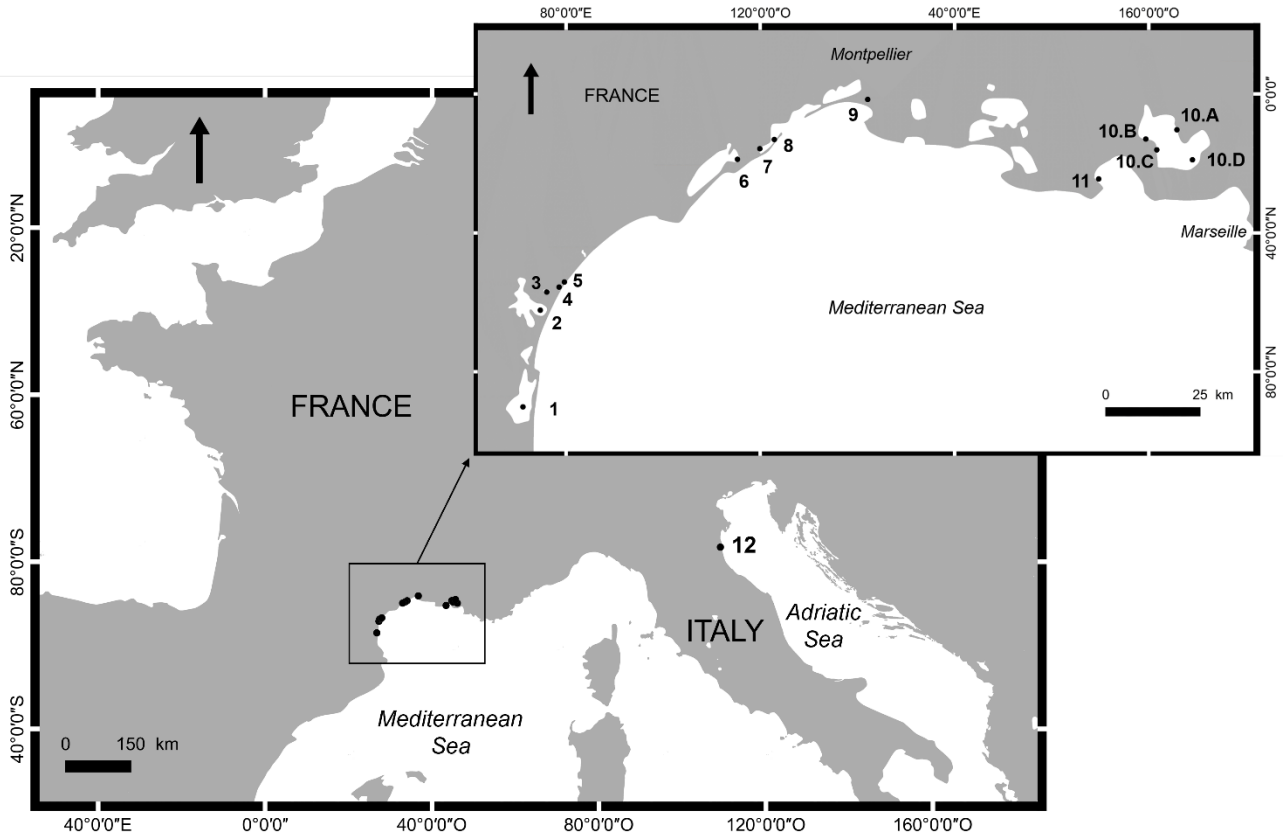 80°0'0"O 120°0'0"O 40°0'0"E 160°0'0"O
Montpellier
FRANCE
0°0'0"
9
10.A
10.B
8
10.C
10.D
7
6
11
Marseille
40°0'0"N
3
5
4
Mediterranean Sea
2
80°0'0"N
0 25 km
1
20°0'0"N
60°0'0"N
FRANCE
80°0'0"S
12
Adriatic
Sea
ITALY
Mediterranean
Sea
40°0'0"S
0 150 km
40°0'0"E 0°0'0" 40°0'0"O 80°0'0"O 120°0'0"O 160°0'0"O